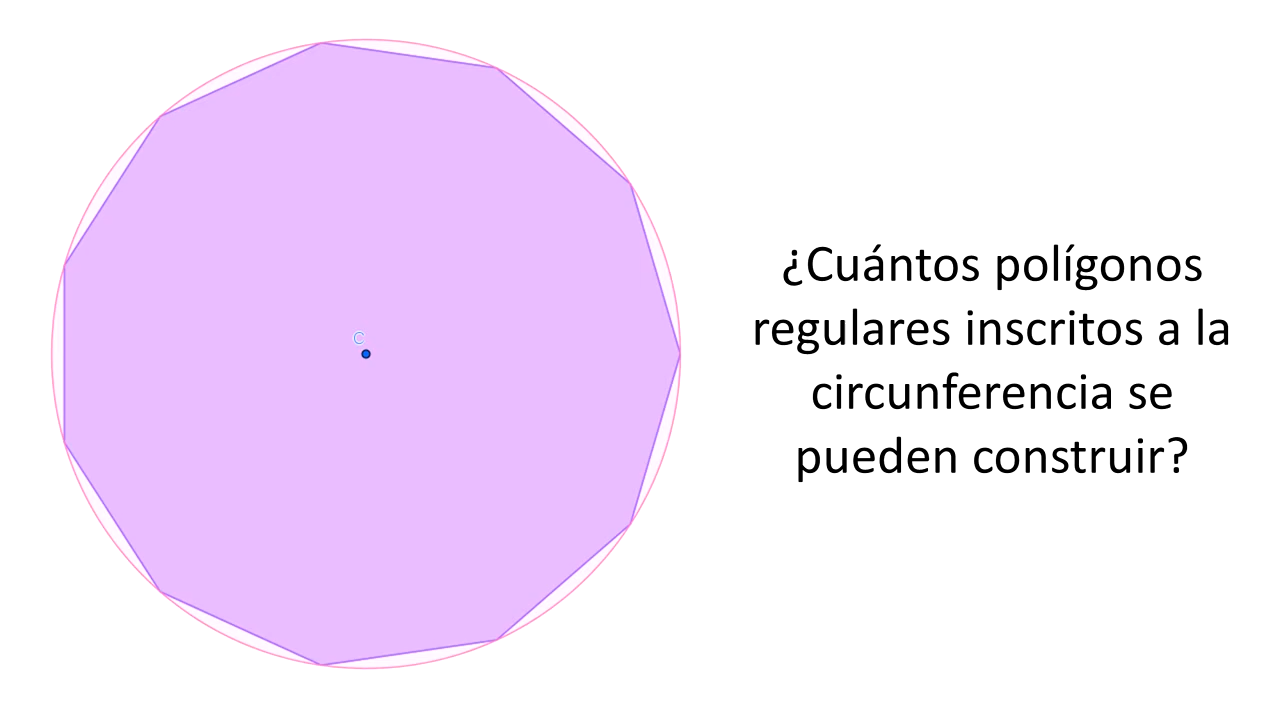 C
¿Cuántos polígonos
regulares inscritos a la
circunferencia se
pueden construir?